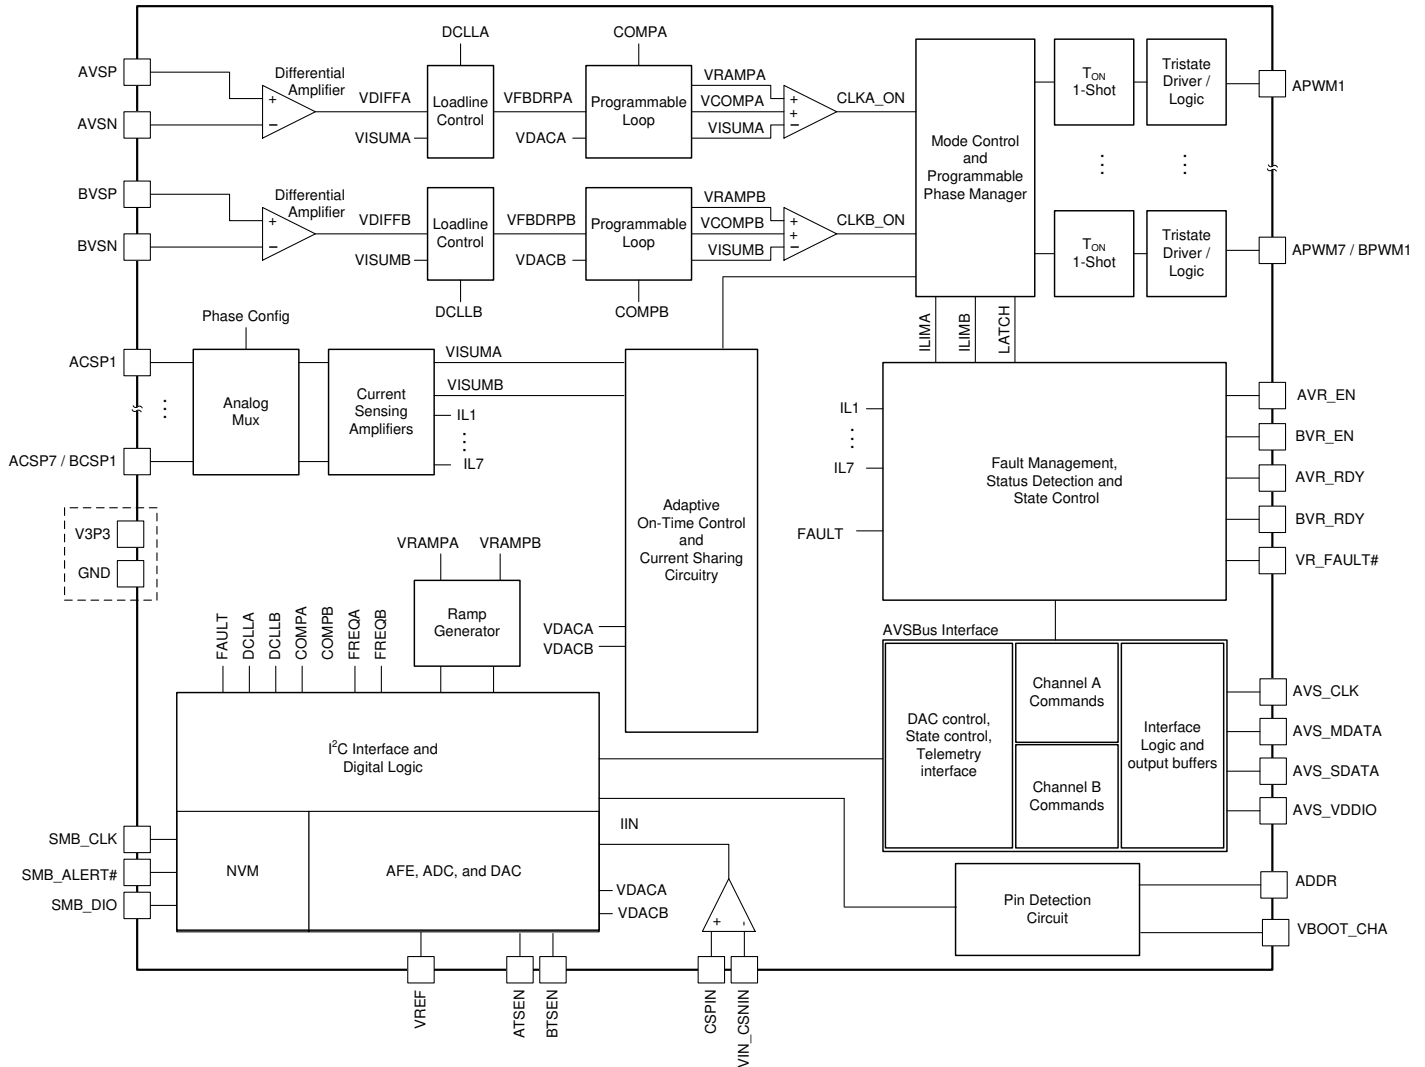 DCLLA
COMPA
AVSP
Differential
Amplifier
VDIFFA
Loadline
Control
VISUMA
VFBDRPA
Programmable
Loop
VDACA
VRAMPA
VCOMPA
VISUMA
+
−
+
+
−
CLKA_ON
AVSN
Mode Control
and
Programmable
Phase Manager
TON
1-Shot
Tristate
Driver /
Logic
APWM1
BVSP
Differential
Amplifier
VDIFFB
Loadline
Control
VISUMB
VFBDRPB
Programmable
Loop
VDACB
VRAMPB
VCOMPB
VISUMB
+
−
+
+
−
CLKB_ON
BVSN
TON
1-Shot
Tristate
Driver /
Logic
APWM7 / BPWM1
DCLLB
COMPB
ILIMA
ILIMB
LATCH
Phase Config
ACSP1
Analog
Mux
Current
Sensing
Amplifiers
VISUMA
VISUMB
IL1
IL7
ACSP7 / BCSP1
Adaptive
On-Time Control
and
Current Sharing
Circuitry
VDACA
VDACB
IL1
IL7
FAULT
Fault Management,
Status Detection and
State Control
AVR_EN
BVR_EN
AVR_RDY
BVR_RDY
VR_FAULT#
V3P3
GND
VRAMPA
VRAMPB
Ramp
Generator
FAULT
DCLLA
DCLLB
COMPA
COMPB
FREQA
FREQB
I2C Interface and
Digital Logic
AVSBus Interface
DAC control,
State control,
Telemetry
interface
Channel A
Commands
Channel B
Commands
Interface
Logic and
output buffers
AVS_CLK
AVS_MDATA
AVS_SDATA
AVS_VDDIO
SMB_CLK
SMB_ALERT#
SMB_DIO
NVM
AFE, ADC, and DAC
IIN
VDACA
VDACB
+
-
Pin Detection
Circuit
ADDR
VBOOT_CHA
VREF
ATSEN
BTSEN
CSPIN
VIN_CSNIN